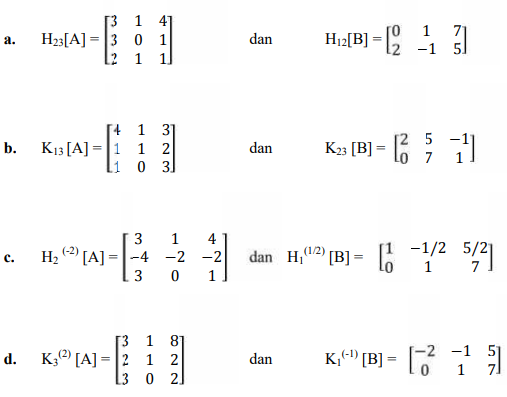 a. H₂₃[A] = [3 1 4; 3 0 1; 2 1 1] dan H₁₂[B] = [0 1 7; 2 −1 5]
b. K₁₃ [A] = [4 1 3; 1 1 2; 1 0 3] dan K₂₃ [B] = [2 5 −1; 0 7 1]
c. H₂ ⁽⁻²⁾ [A] = [3 1 4; −4 −2 −2; 3 0 1] dan H₁⁽¹ᐟ²⁾ [B] = [1 −1/2 5/2; 0 1 7]
d. K₃⁽²⁾ [A] = [3 1 8; 2 1 2; 3 0 2] dan K₁⁽⁻¹⁾ [B] = [−2 −1 5; 0 1 7]